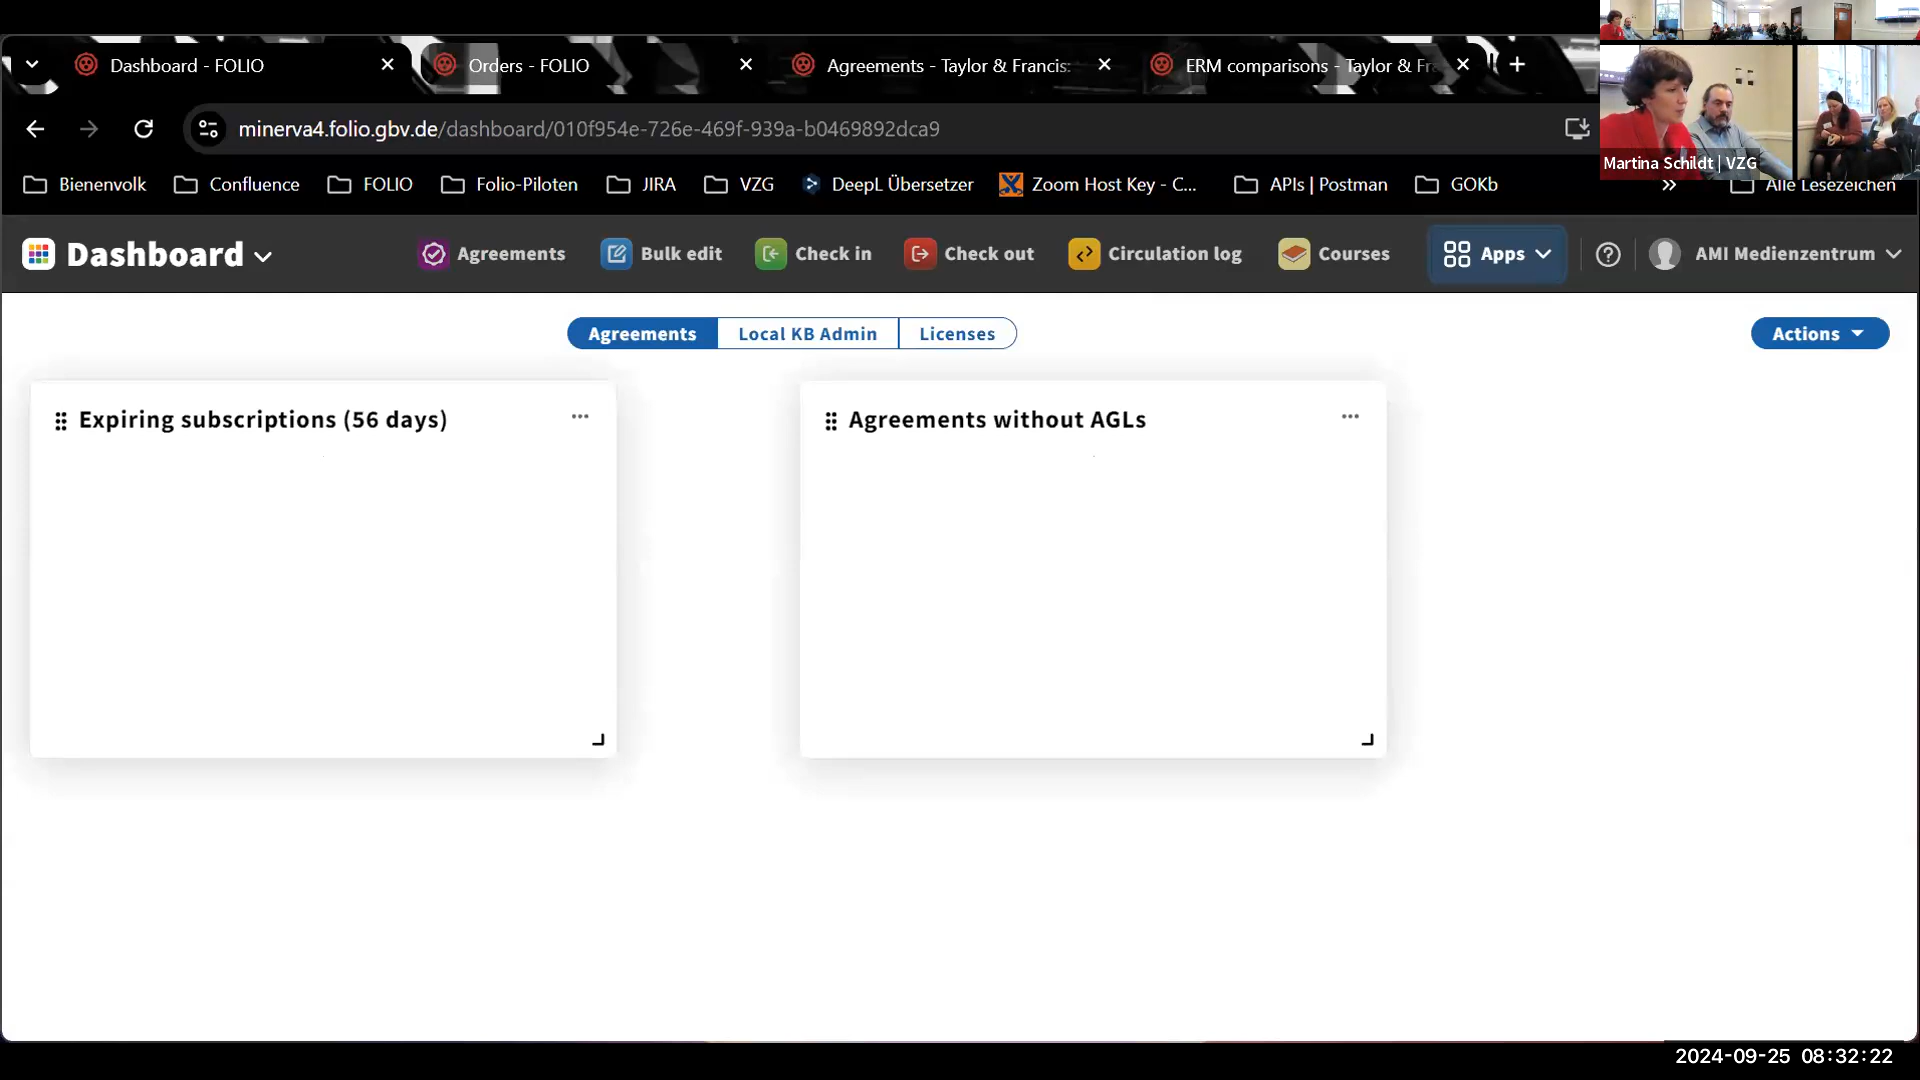 Dashboard - FOLIO
Orders - FOLIO
Agreements - Taylor & Francis:
ERM comparisons - Taylor & Fr
minerva4.folio.gbv.de/dashboard/010f954e-726e-469f-939a-b0469892dca9
Martina Schildt | VZG
Bienenvolk
Confluence
FOLIO
Folio-Piloten
JIRA
VZG
DeepL Übersetzer
Zoom Host Key - C...
APIs | Postman
GOKb
»
Alle Lesezeichen
Dashboard
Agreements
Bulk edit
Check in
Check out
Circulation log
Courses
Apps
AMI Medienzentrum
Agreements
Local KB Admin
Licenses
Actions
Expiring subscriptions (56 days)
Agreements without AGLs
2024-09-25 08:32:22